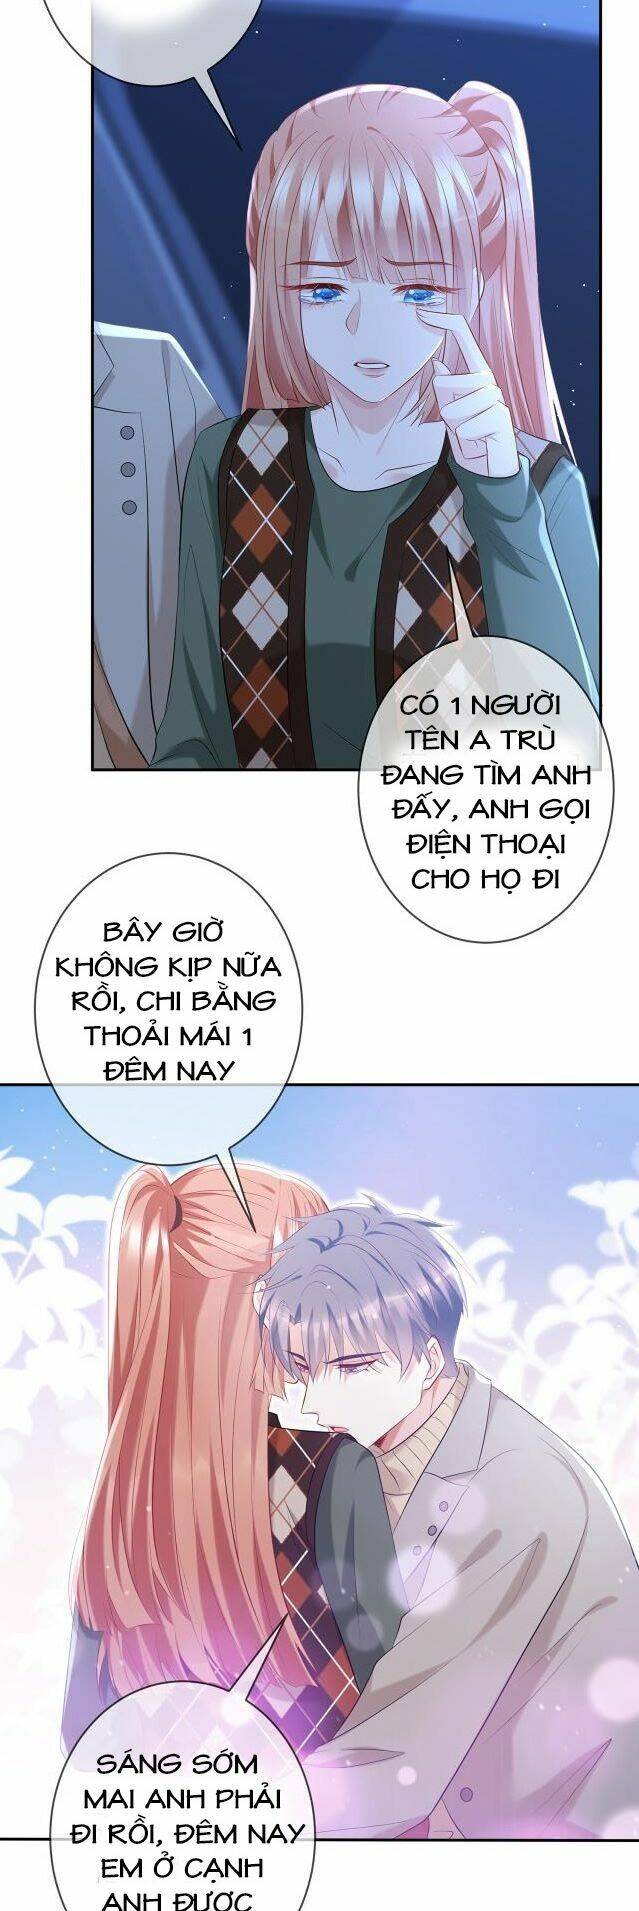 CÓ 1 NGƯỜI
TÊN A TRÙ
ĐANG TÌM ANH
ĐẤY, ANH GỌI
ĐIỆN THOẠI
CHO HỌ ĐI
BÂY GIỜ
KHÔNG KỊP NỮA
RỒI, CHI BẰNG
THOẢI MÁI 1
ĐÊM NAY
SÁNG SỚM
MAI ANH PHẢI
ĐI RỒI, ĐÊM NAY
EM Ở CẠNH
ANH ĐƯỢC